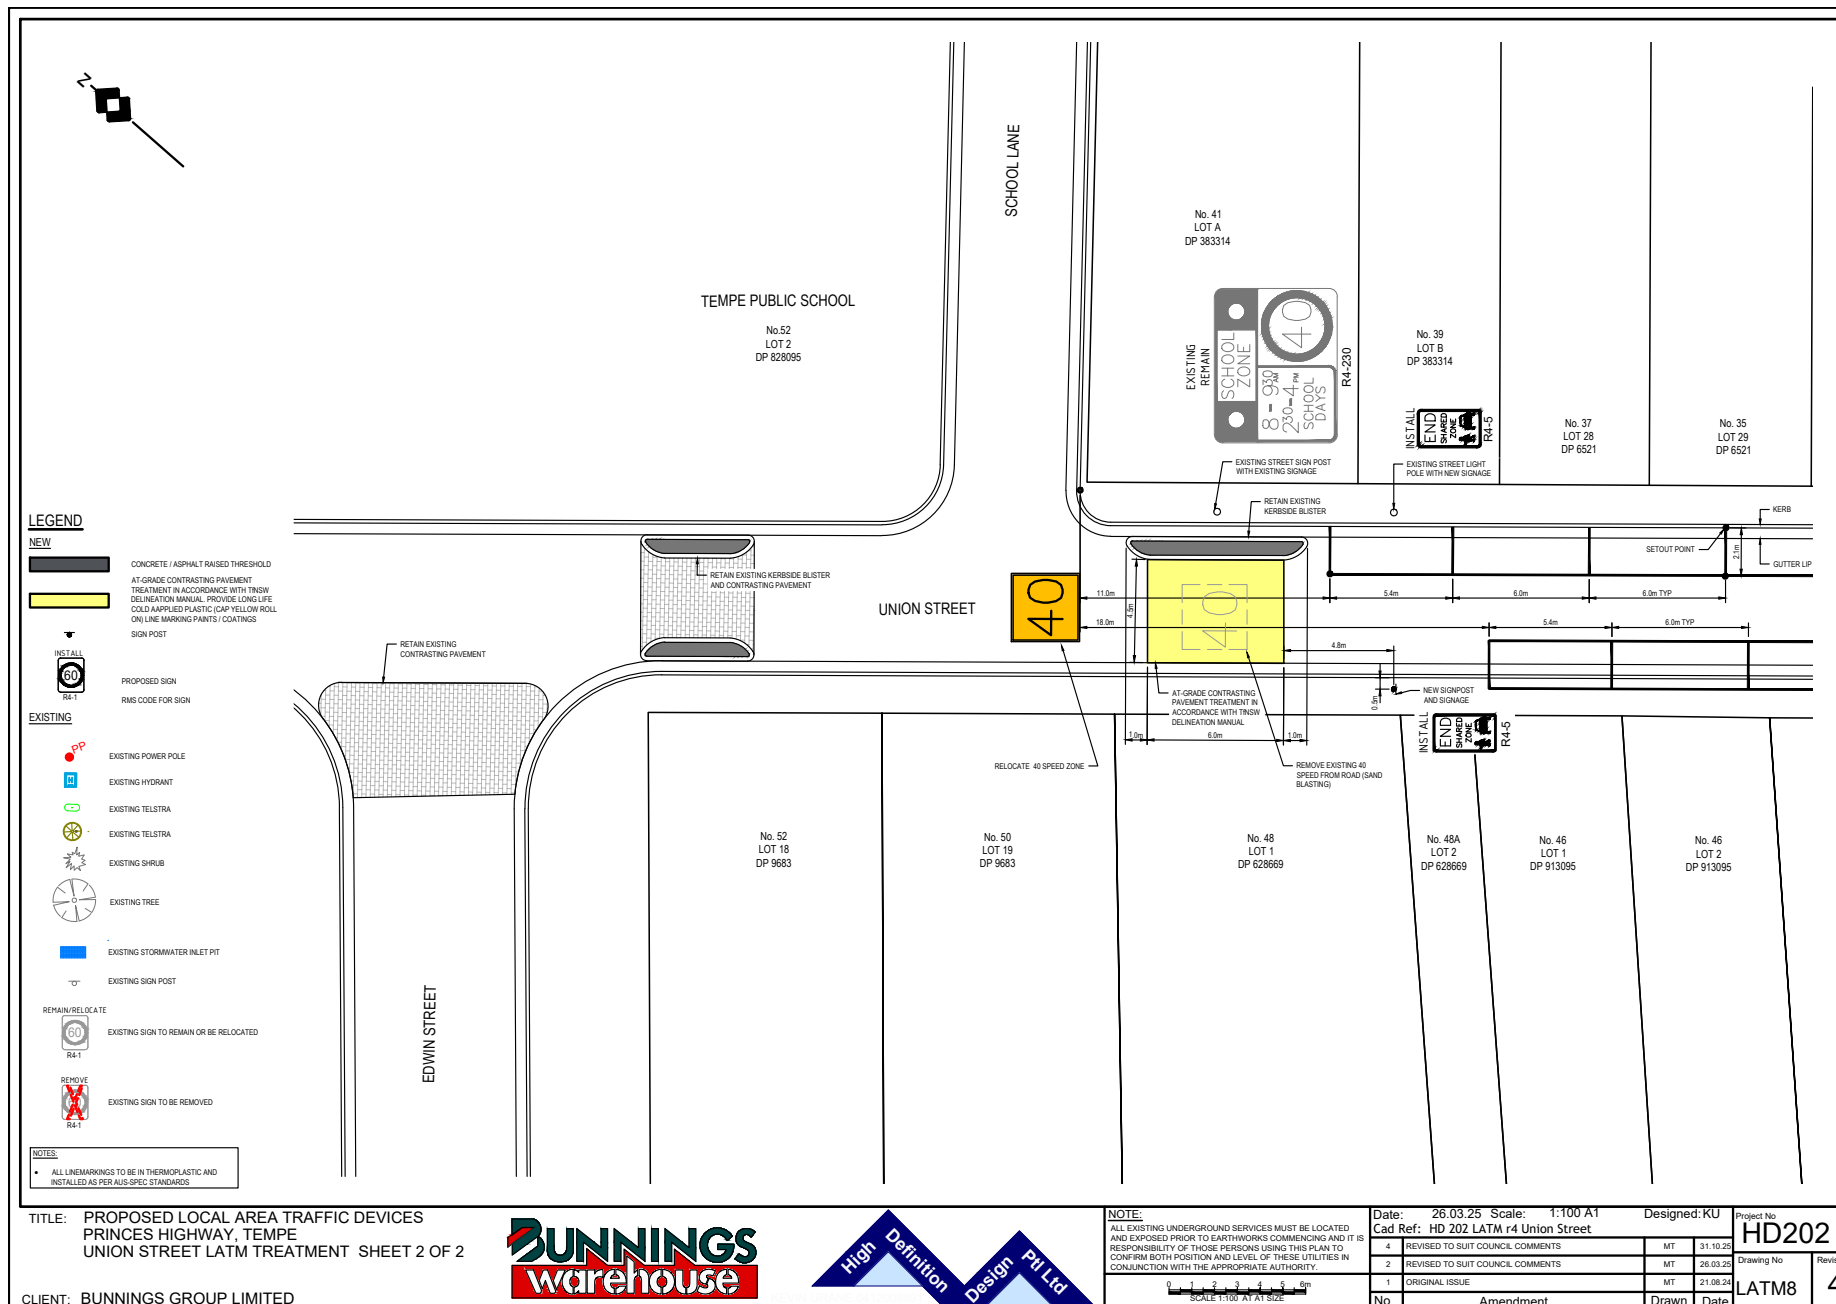 N
SCHOOL LANE
TEMPE PUBLIC SCHOOL
No.52
LOT 2
DP 828095
No. 41
LOT A
DP 383314
EXISTING
REMAIN
SCHOOL
ZONE
40
8 - 930 AM
230-4 PM
SCHOOL
DAYS
R4-230
No. 39
LOT B
DP 383314
INSTALL
END
SHARED
ZONE
R4-5
No. 37
LOT 28
DP 6521
No. 35
LOT 29
DP 6521
EXISTING STREET SIGN POST
WITH EXISTING SIGNAGE
EXISTING STREET LIGHT
POLE WITH NEW SIGNAGE
RETAIN EXISTING
KERBSIDE BLISTER
KERB
SETOUT POINT
2.1m
GUTTER LIP
RETAIN EXISTING KERBSIDE BLISTER
AND CONTRASTING PAVEMENT
UNION STREET
40
40
11.0m
4.5m
5.4m
6.0m
6.0m TYP
18.0m
5.4m
6.0m TYP
4.8m
RETAIN EXISTING
CONTRASTING PAVEMENT
AT-GRADE CONTRASTING
PAVEMENT TREATMENT IN
ACCORDANCE WITH TfNSW
DELINEATION MANUAL
0.5m
NEW SIGNPOST
AND SIGNAGE
INSTALL
END
SHARED
ZONE
R4-5
1.0m
6.0m
1.0m
RELOCATE 40 SPEED ZONE
REMOVE EXISTING 40
SPEED FROM ROAD (SAND
BLASTING)
No. 52
LOT 18
DP 9683
No. 50
LOT 19
DP 9683
No. 48
LOT 1
DP 628669
No. 48A
LOT 2
DP 628669
No. 46
LOT 1
DP 913095
No. 46
LOT 2
DP 913095
EDWIN STREET
LEGEND
NEW
CONCRETE / ASPHALT RAISED THRESHOLD
AT-GRADE CONTRASTING PAVEMENT
TREATMENT IN ACCORDANCE WITH TfNSW
DELINEATION MANUAL. PROVIDE LONG LIFE
COLD AAPPLIED PLASTIC (CAP YELLOW ROLL
ON) LINE MARKING PAINTS / COATINGS
SIGN POST
INSTALL
60
R4-1
PROPOSED SIGN
RMS CODE FOR SIGN
EXISTING
PP
EXISTING POWER POLE
H
EXISTING HYDRANT
EXISTING TELSTRA
EXISTING TELSTRA
EXISTING SHRUB
EXISTING TREE
EXISTING STORMWATER INLET PIT
EXISTING SIGN POST
REMAIN/RELOCATE
60
R4-1
EXISTING SIGN TO REMAIN OR BE RELOCATED
REMOVE
R4-1
EXISTING SIGN TO BE REMOVED
NOTES:
• ALL LINEMARKINGS TO BE IN THERMOPLASTIC AND
INSTALLED AS PER AUS-SPEC STANDARDS
TITLE: PROPOSED LOCAL AREA TRAFFIC DEVICES
PRINCES HIGHWAY, TEMPE
UNION STREET LATM TREATMENT SHEET 2 OF 2
CLIENT: BUNNINGS GROUP LIMITED
BUNNINGS
warehouse
High Definition Design Ptl Ltd
NOTE:
ALL EXISTING UNDERGROUND SERVICES MUST BE LOCATED
AND EXPOSED PRIOR TO EARTHWORKS COMMENCING AND IT IS
RESPONSIBILITY OF THOSE PERSONS USING THIS PLAN TO
CONFIRM BOTH POSITION AND LEVEL OF THESE UTILITIES IN
CONJUNCTION WITH THE APPROPRIATE AUTHORITY.
0 1 2 3 4 5 6m
SCALE 1:100 AT A1 SIZE
Date: 26.03.25 Scale: 1:100 A1 Designed: KU
Cad Ref: HD 202 LATM r4 Union Street
4 REVISED TO SUIT COUNCIL COMMENTS MT 31.10.25
2 REVISED TO SUIT COUNCIL COMMENTS MT 26.03.25
1 ORIGINAL ISSUE MT 21.08.24
No Amendment Drawn Date
Project No
HD202
Drawing No
LATM8
Revis
4